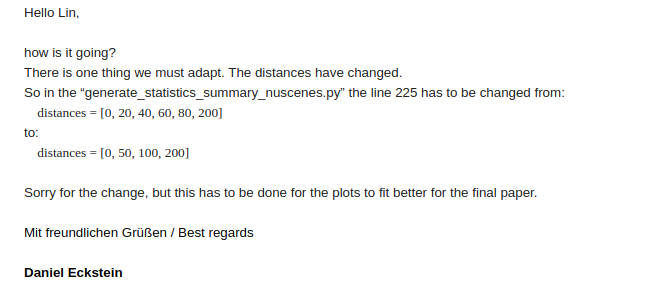 Hello Lin,
how is it going?
There is one thing we must adapt. The distances have changed.
So in the “generate_statistics_summary_nuscenes.py” the line 225 has to be changed from:
distances = [0, 20, 40, 60, 80, 200]
to:
distances = [0, 50, 100, 200]
Sorry for the change, but this has to be done for the plots to fit better for the final paper.
Mit freundlichen Grüßen / Best regards
Daniel Eckstein